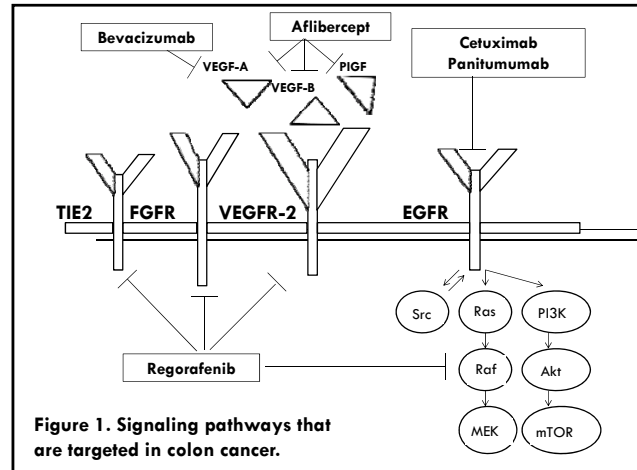 Bevacizumab
Aflibercept
Cetuximab
Panitumumab
VEGF-A
PlGF
VEGF-B
TIE2
FGFR
VEGFR-2
EGFR
Src
Ras
PI3K
Regorafenib
Raf
Akt
MEK
mTOR
Figure 1. Signaling pathways that
are targeted in colon cancer.